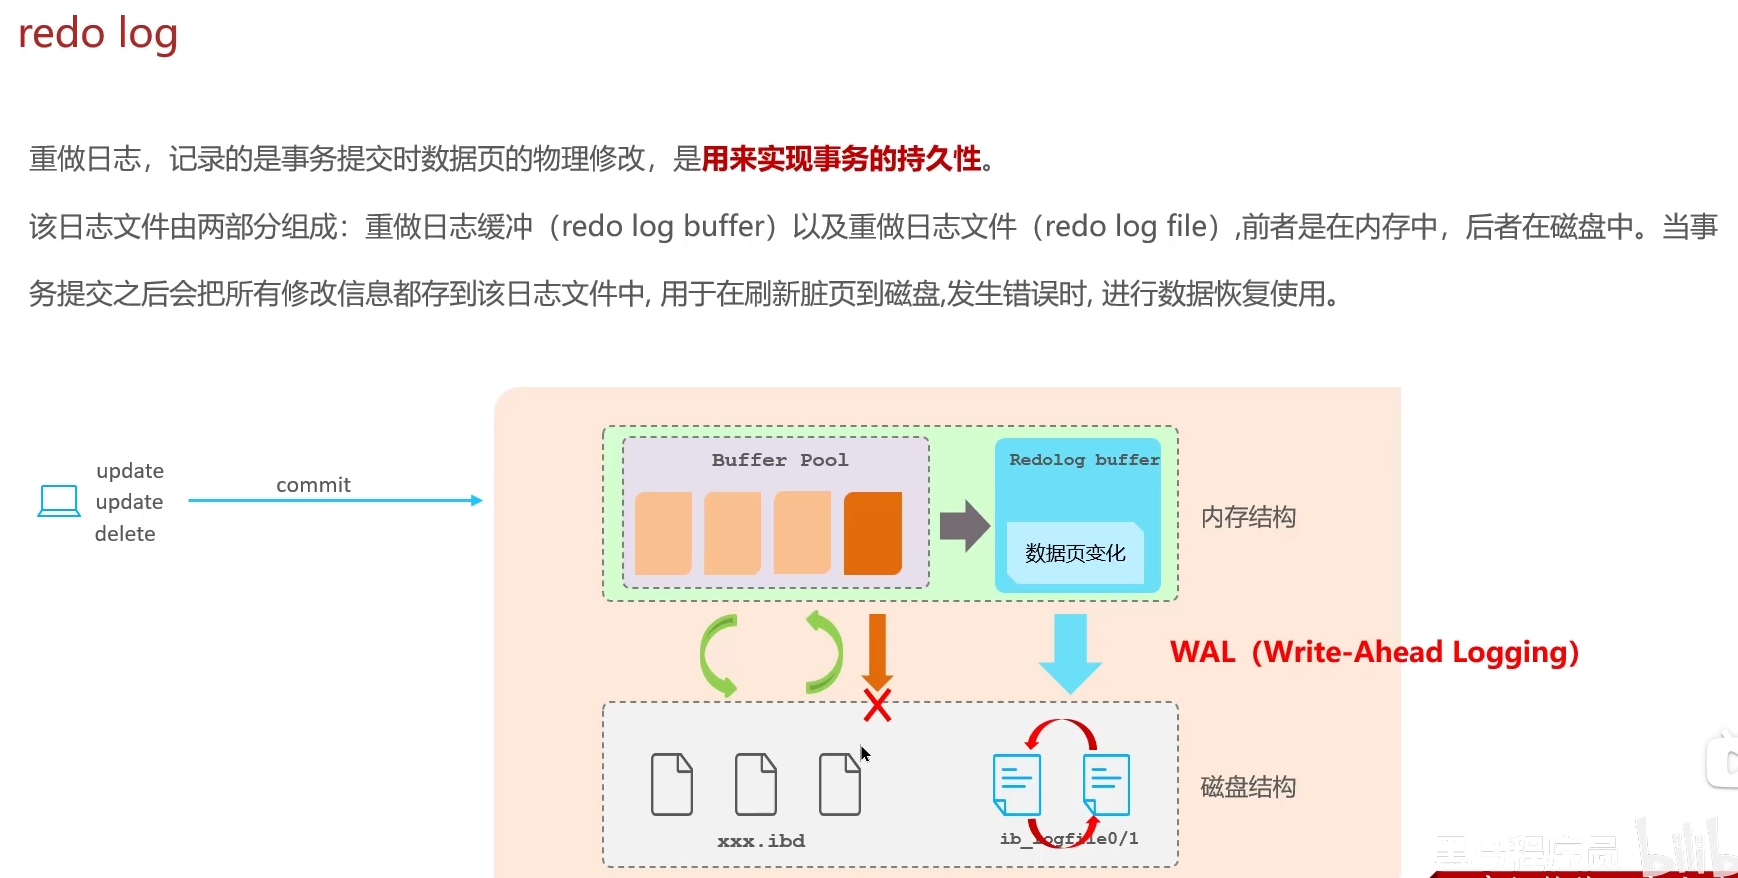 redo log
重做日志，记录的是事务提交时数据页的物理修改，是用来实现事务的持久性。
该日志文件由两部分组成：重做日志缓冲（redo log buffer）以及重做日志文件（redo log file）,前者是在内存中，后者在磁盘中。当事
务提交之后会把所有修改信息都存到该日志文件中, 用于在刷新脏页到磁盘,发生错误时, 进行数据恢复使用。
update
update
delete
commit
Buffer Pool
Redolog buffer
数据页变化
内存结构
WAL（Write-Ahead Logging）
磁盘结构
xxx.ibd
ib_logfile0/1
黑马程序员
bilib